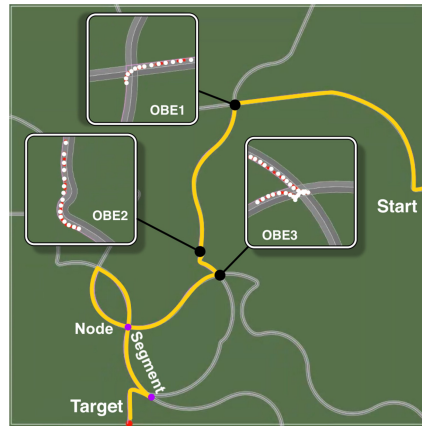 OBE1
OBE2
OBE3
Start
Node
Segment
Target